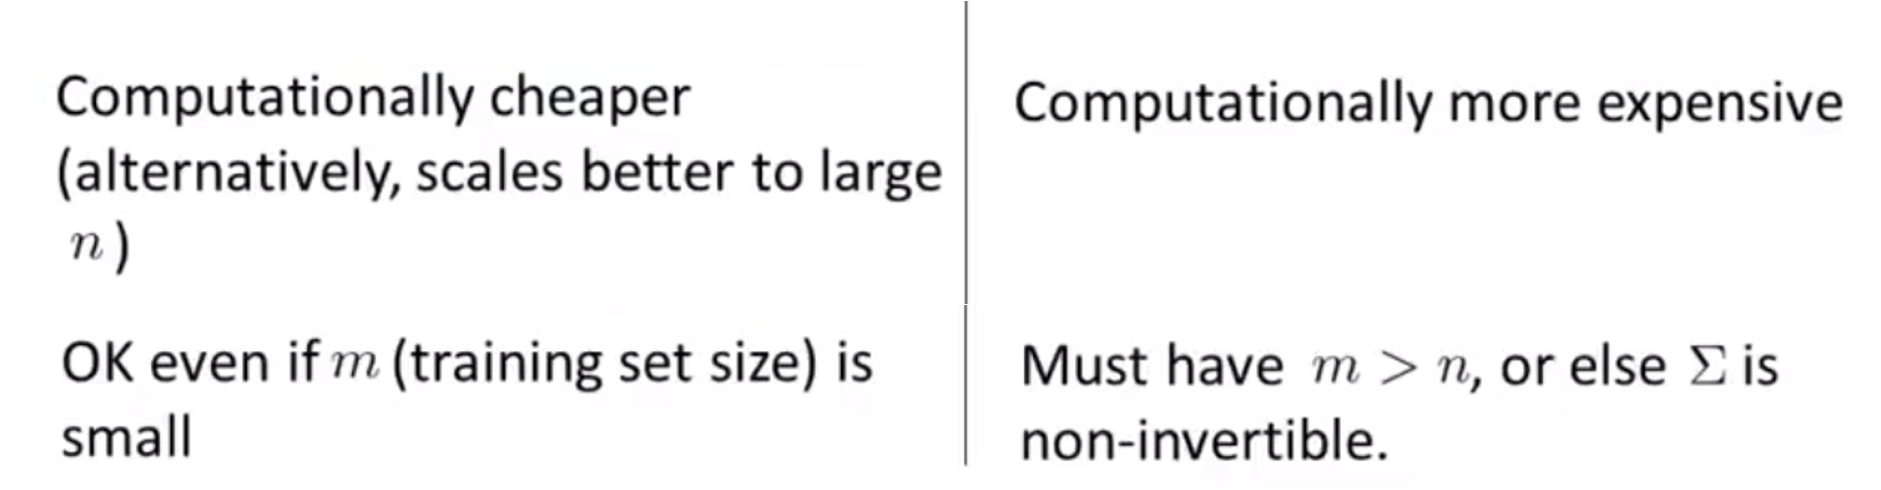 Computationally cheaper
(alternatively, scales better to large
n)
OK even if m (training set size) is
small
Computationally more expensive
Must have m > n, or else Σ is
non-invertible.